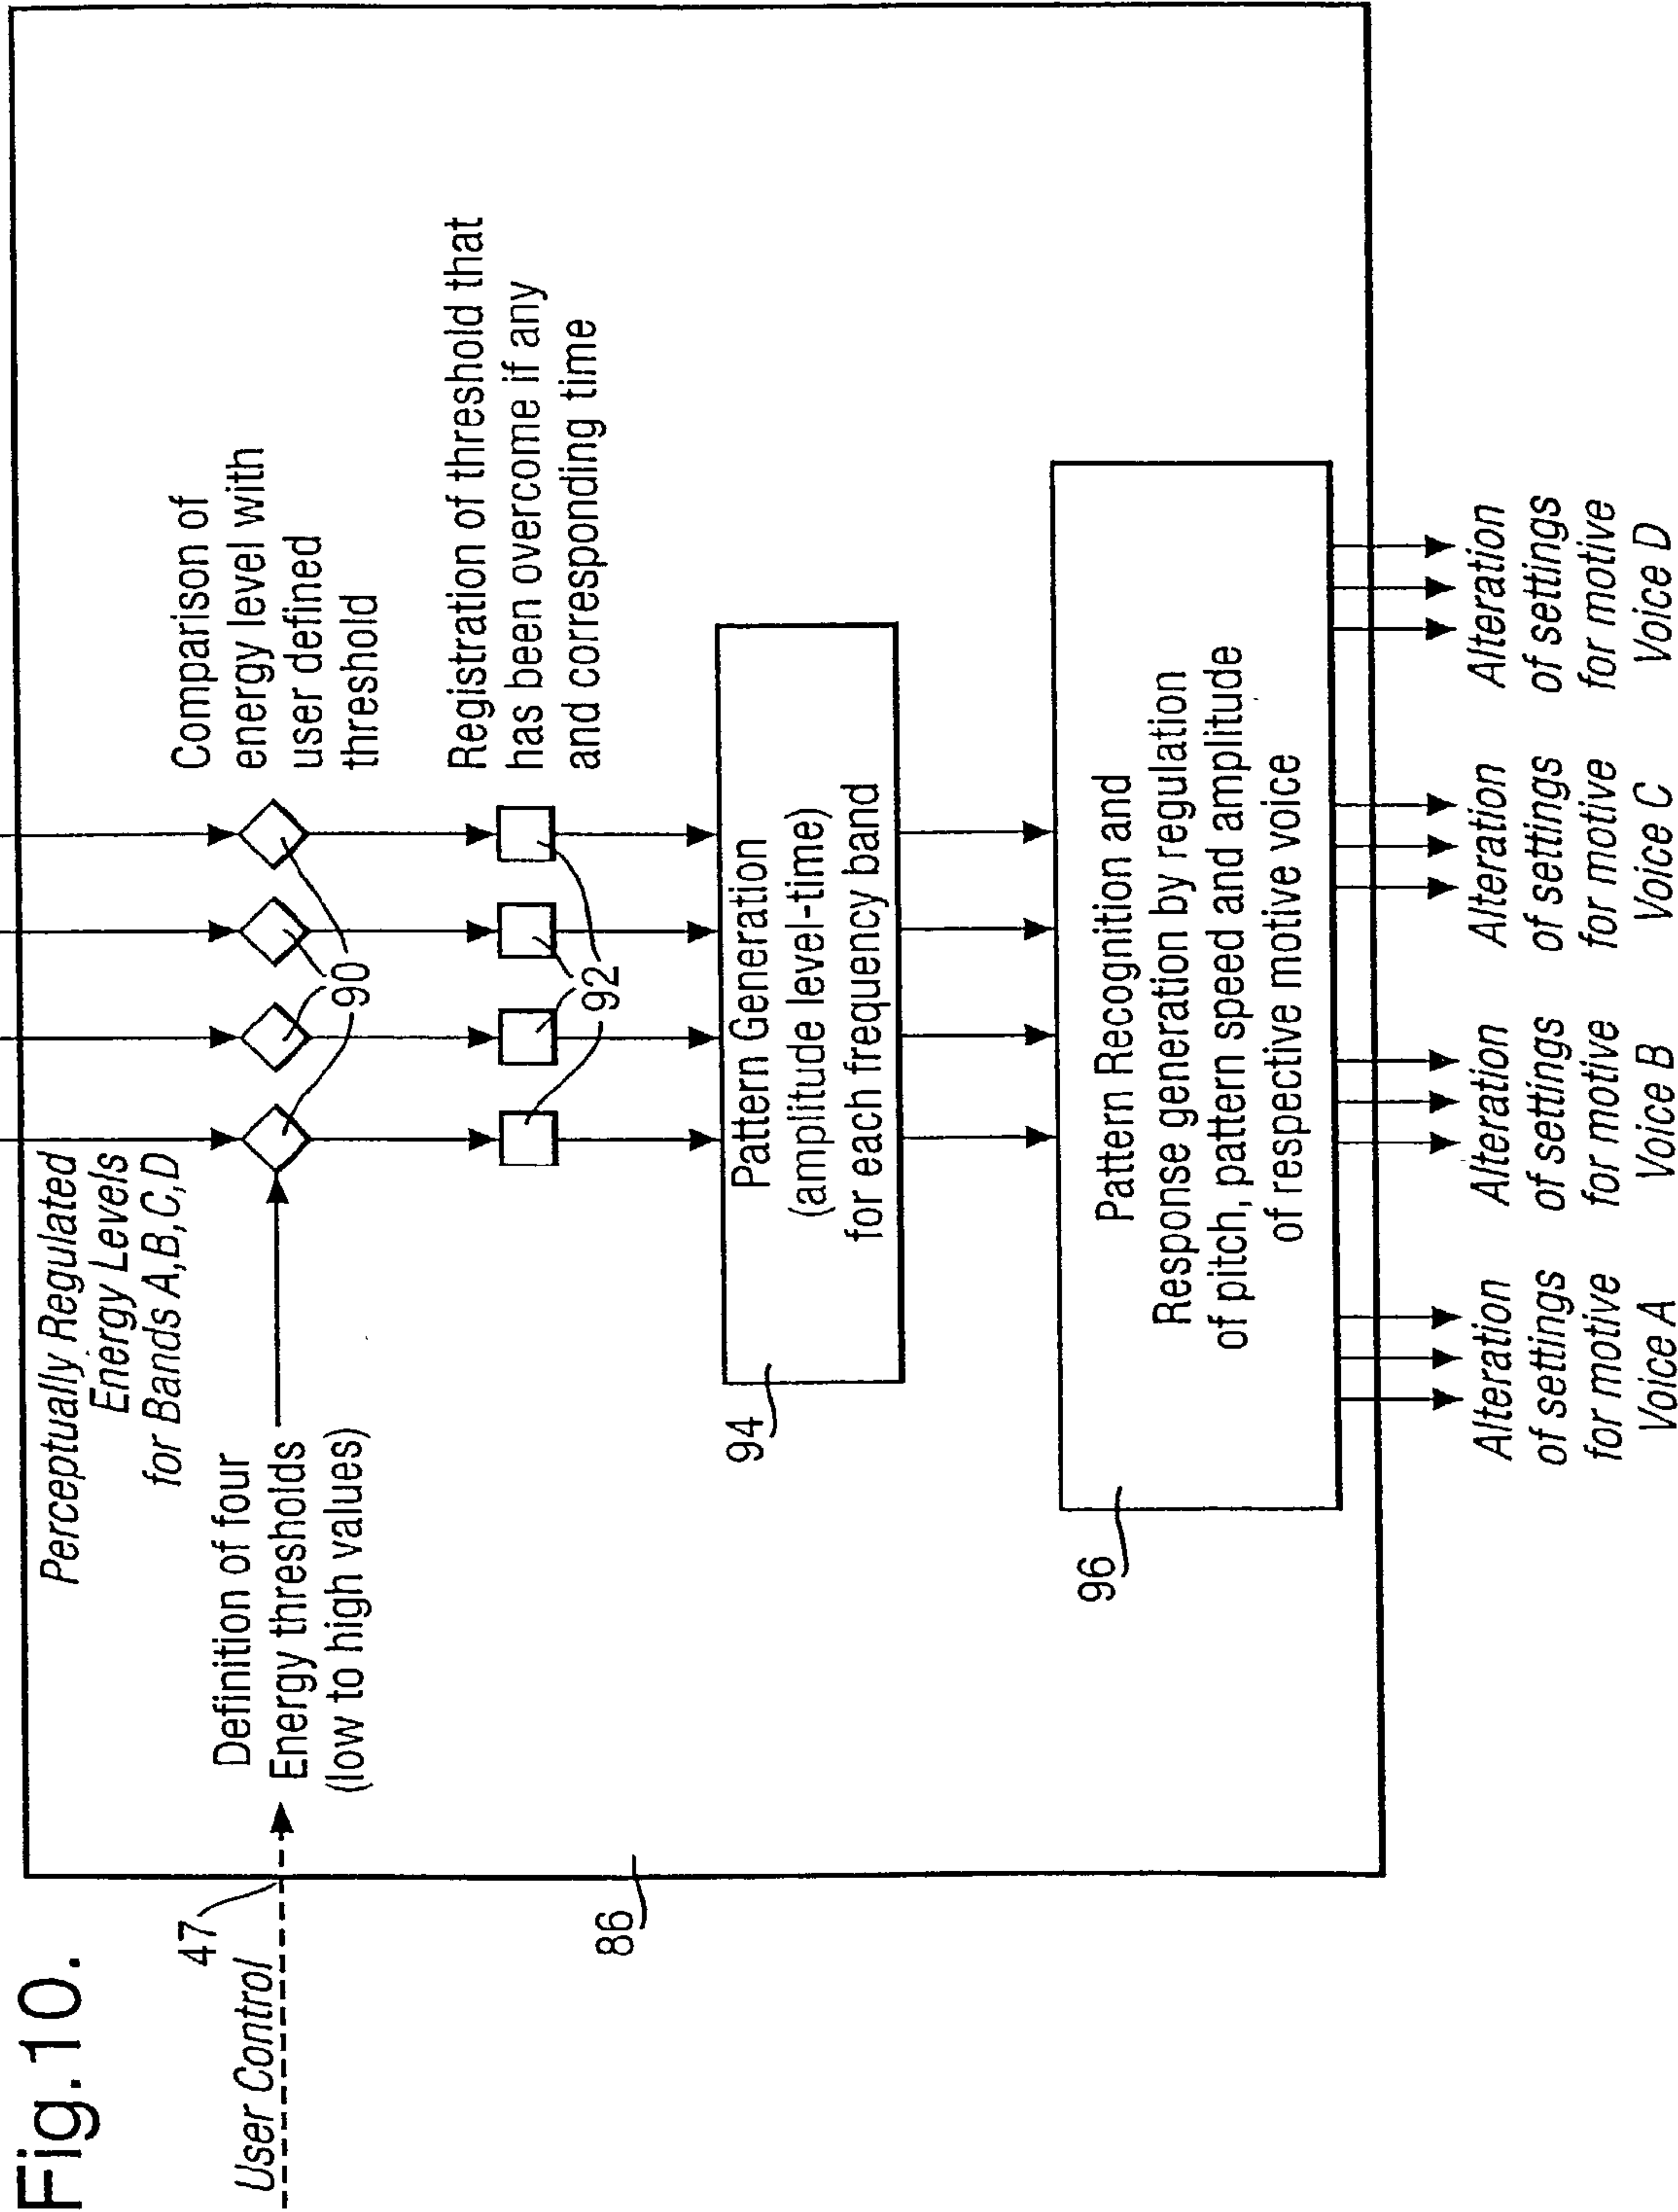 Fig.10.
User Control
47
86
Perceptually Regulated
Energy Levels
for Bands A,B,C,D
Definition of four
Energy thresholds
(low to high values)
90
Comparison of
energy level with
user defined
threshold
92
Registration of threshold that
has been overcome if any
and corresponding time
94
Pattern Generation
(amplitude level-time)
for each frequency band
96
Pattern Recognition and
Response generation by regulation
of pitch, pattern speed and amplitude
of respective motive voice
Alteration
of settings
for motive
Voice A
Alteration
of settings
for motive
Voice B
Alteration
of settings
for motive
Voice C
Alteration
of settings
for motive
Voice D